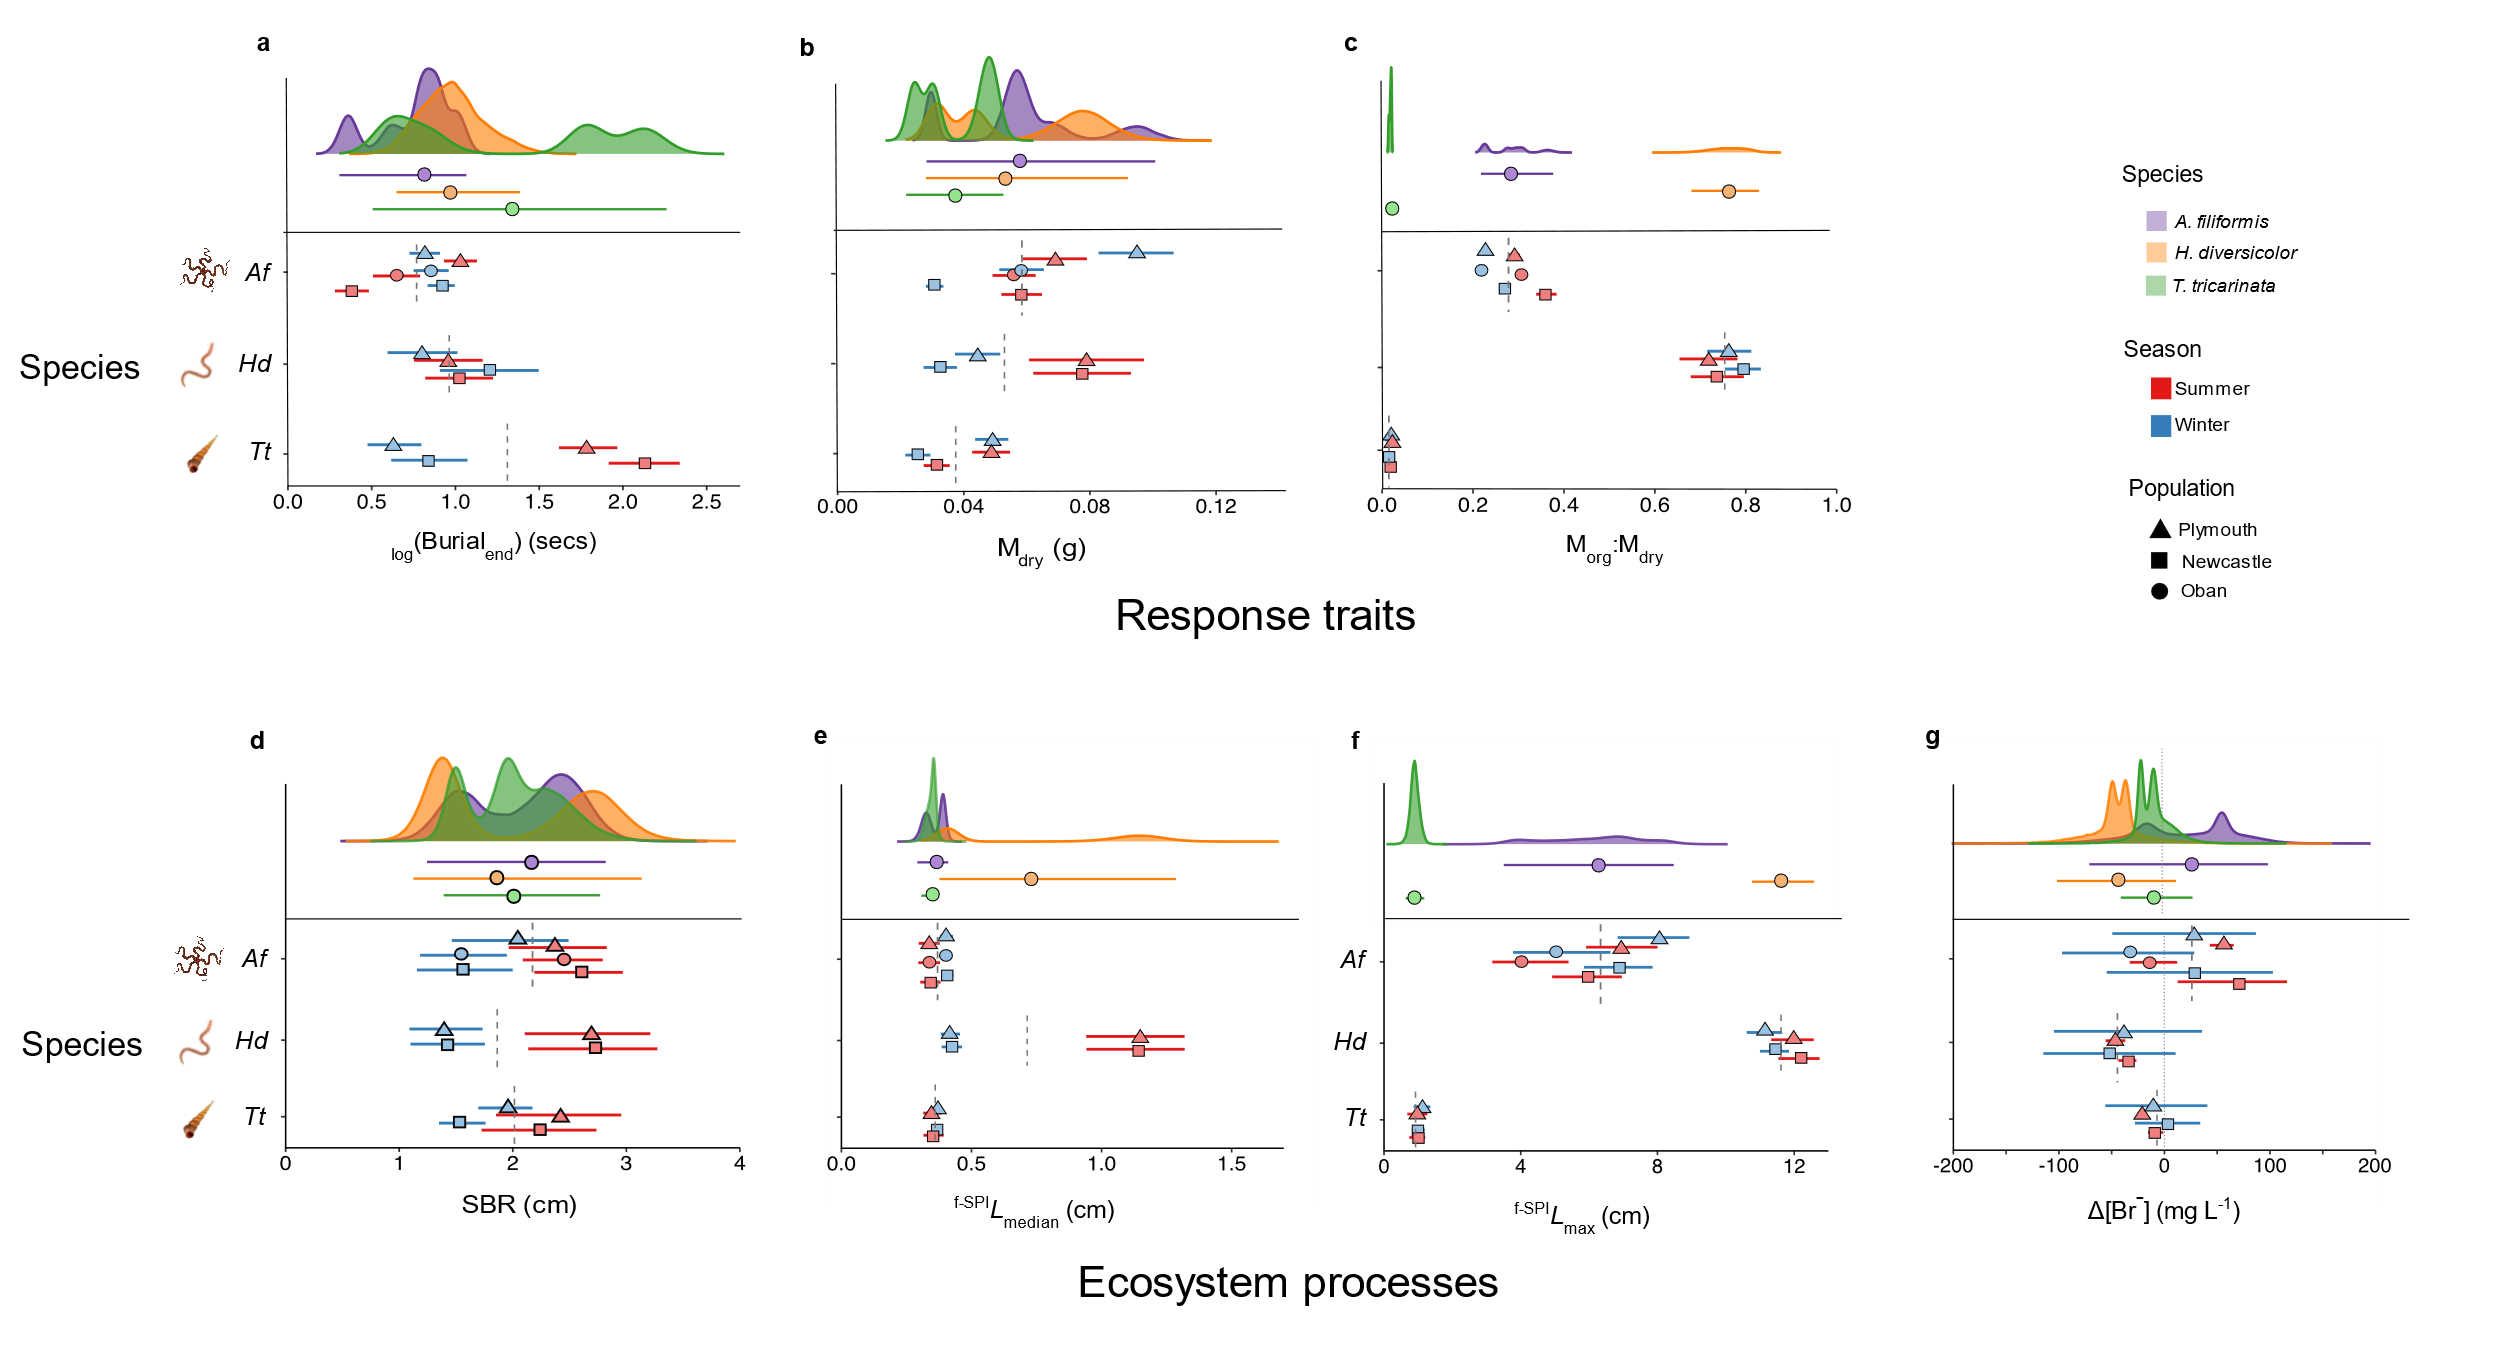 a
b
c
Species
Af
Hd
Tt
0.0 0.5 1.0 1.5 2.0 2.5
log(Burialend) (secs)
0.00 0.04 0.08 0.12
Mdry (g)
0.0 0.2 0.4 0.6 0.8 1.0
Morg:Mdry
Species
A. filiformis
H. diversicolor
T. tricarinata
Season
Summer
Winter
Population
Plymouth
Newcastle
Oban
Response traits
d
e
f
g
Species
Af
Hd
Tt
0 1 2 3 4
SBR (cm)
0.0 0.5 1.0 1.5
f-SPILmedian (cm)
Af
Hd
Tt
0 4 8 12
f-SPILmax (cm)
-200 -100 0 100 200
Δ[Br-] (mg L-1)
Ecosystem processes